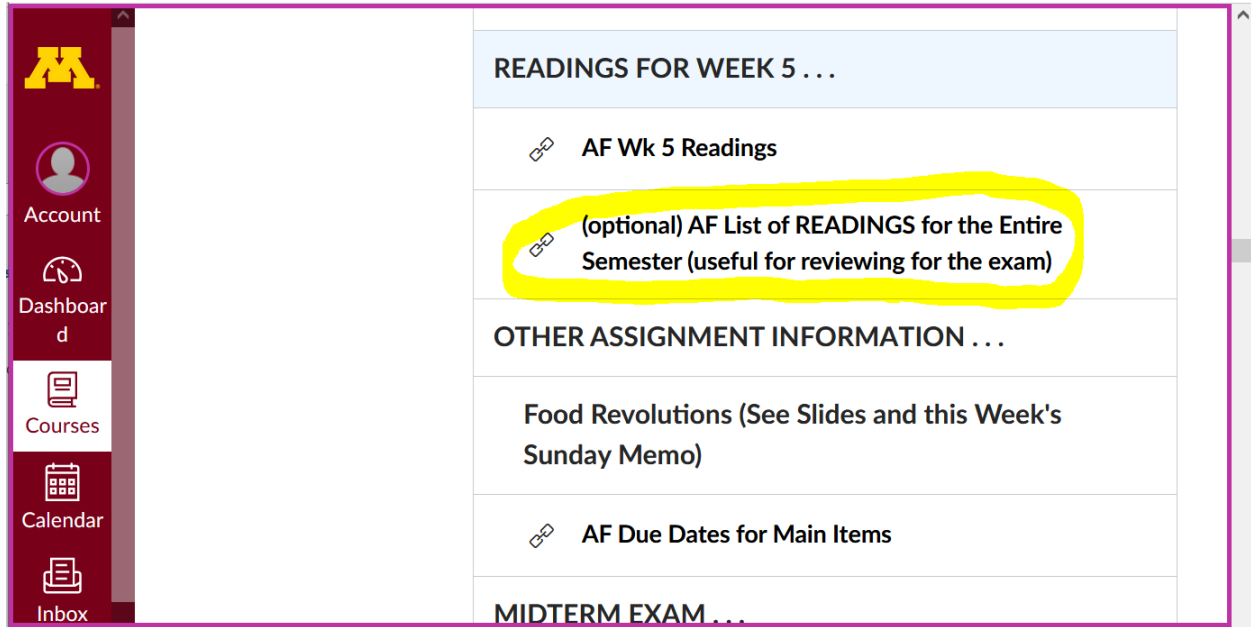 M
Account
Dashboar
d
Courses
Calendar
Inbox
READINGS FOR WEEK 5 . . .
AF Wk 5 Readings
(optional) AF List of READINGS for the Entire
Semester (useful for reviewing for the exam)
OTHER ASSIGNMENT INFORMATION . . .
Food Revolutions (See Slides and this Week's
Sunday Memo)
AF Due Dates for Main Items
MIDTERM EXAM . . .